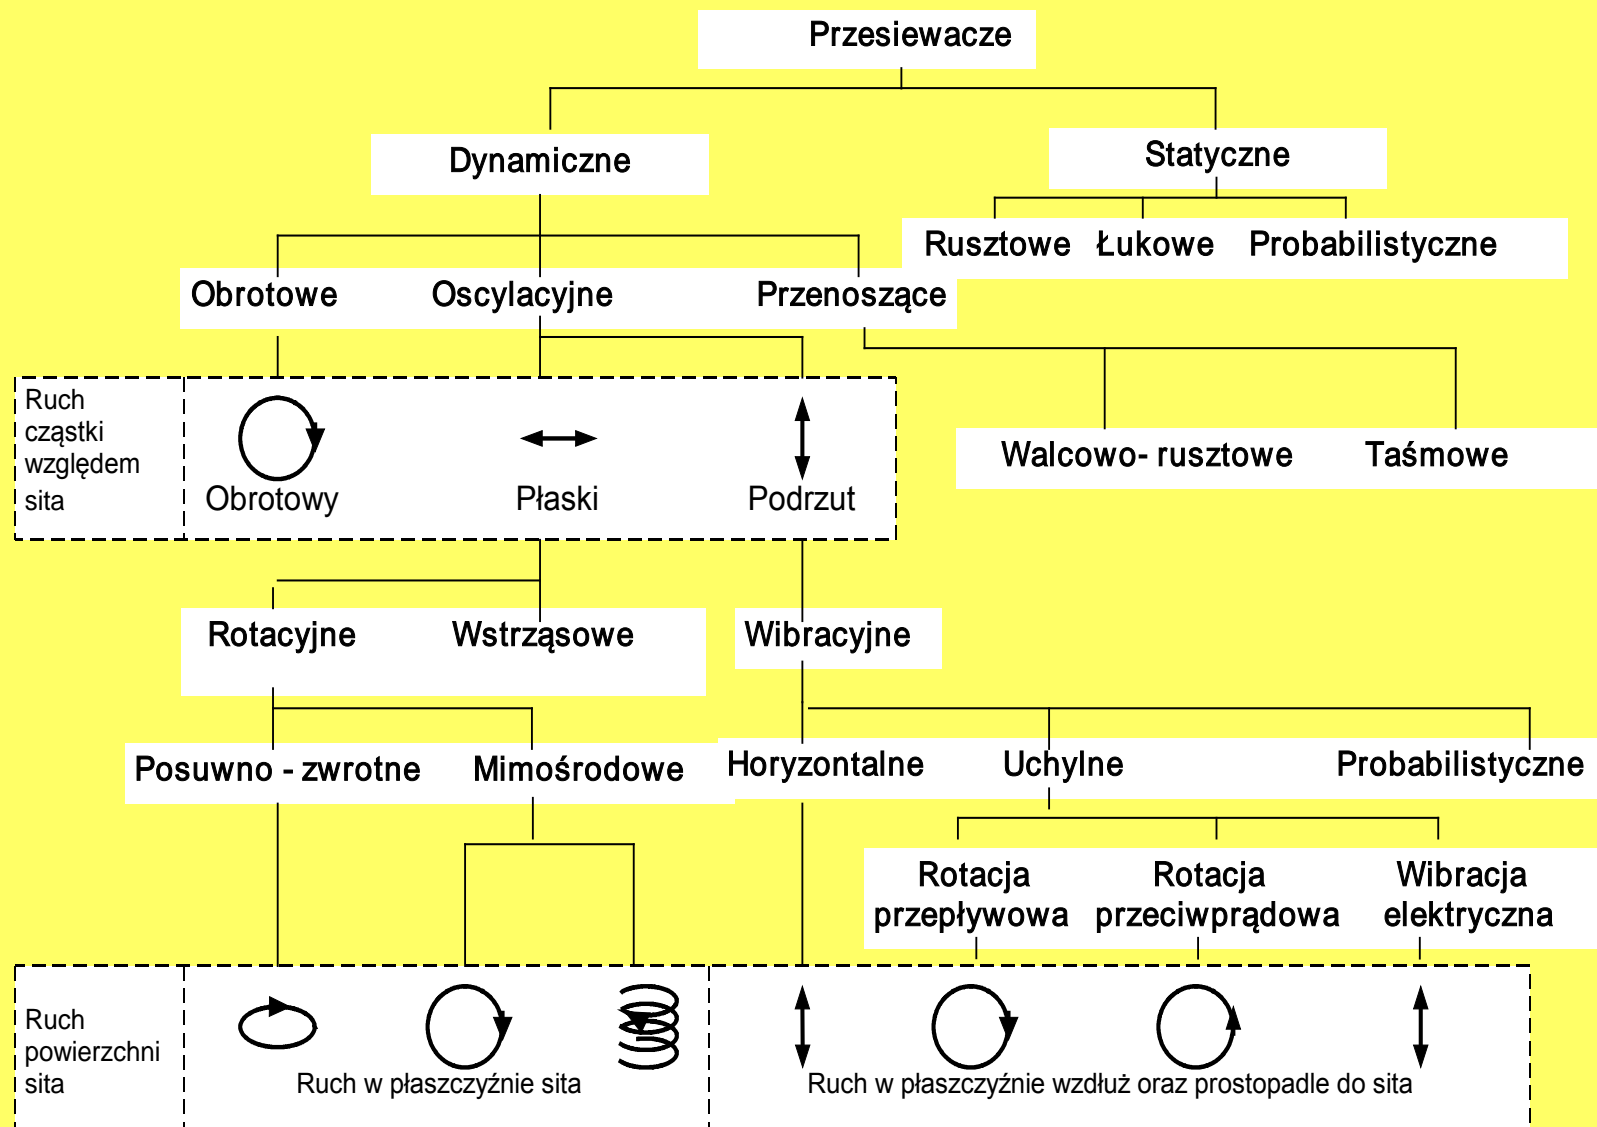 Przesiewacze
Dynamiczne
Statyczne
Rusztowe Łukowe Probabilistyczne
Obrotowe Oscylacyjne Przenoszące
Ruch
cząstki
względem
sita
Obrotowy Płaski Podrzut
Walcowo- rusztowe Taśmowe
Rotacyjne Wstrząsowe Wibracyjne
Posuwno - zwrotne Mimośrodowe Horyzontalne Uchylne Probabilistyczne
Rotacja
przepływowa
Rotacja
przeciwprądowa
Wibracja
elektryczna
Ruch
powierzchni
sita
Ruch w płaszczyźnie sita
Ruch w płaszczyźnie wzdłuż oraz prostopadle do sita